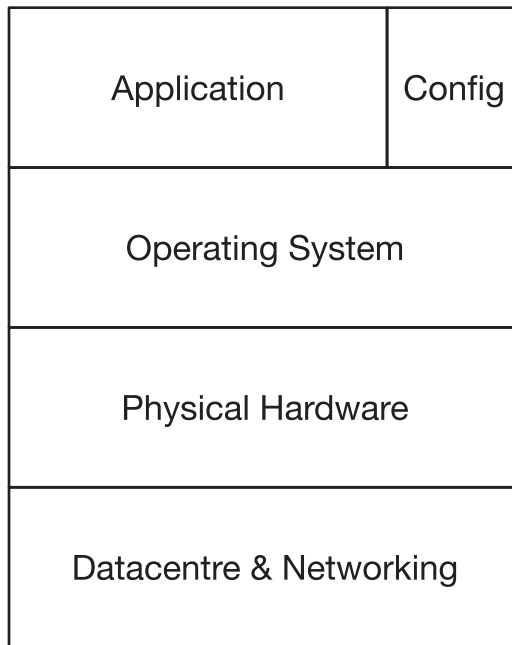 Application
Config
Operating System
Physical Hardware
Datacentre & Networking